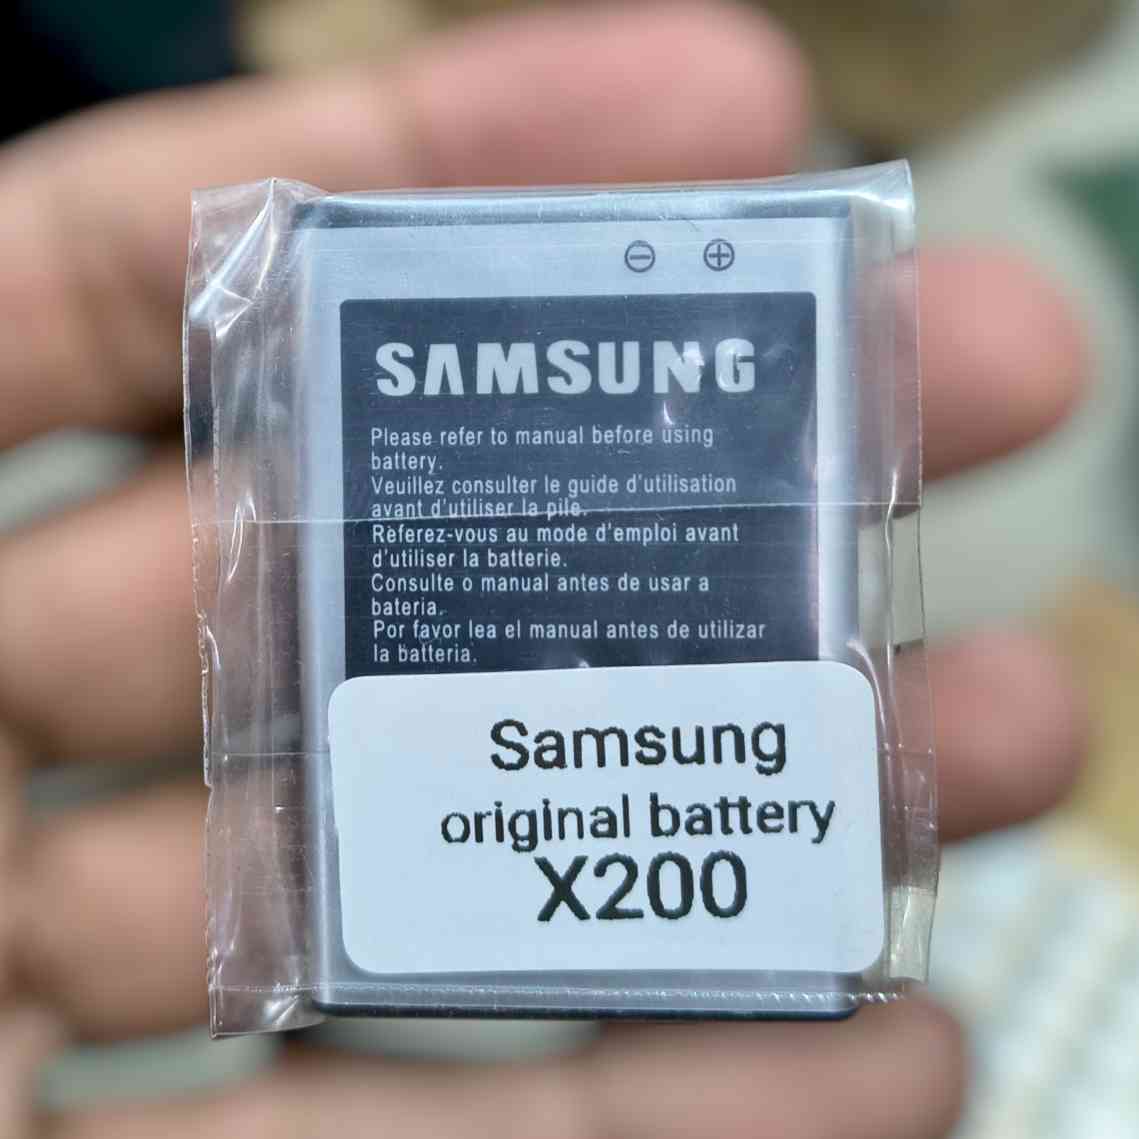 SAMSUNG
Please refer to manual before using
battery.
Veuillez consulter le guide d'utilisation
avant d'utiliser la pile.
Rèferez-vous au mode d'emploi avant
d'utiliser la batterie.
Consulte o manual antes de usar a
bateria.
Por favor lea el manual antes de utilizar
la batteria.
Samsung
original battery
X200